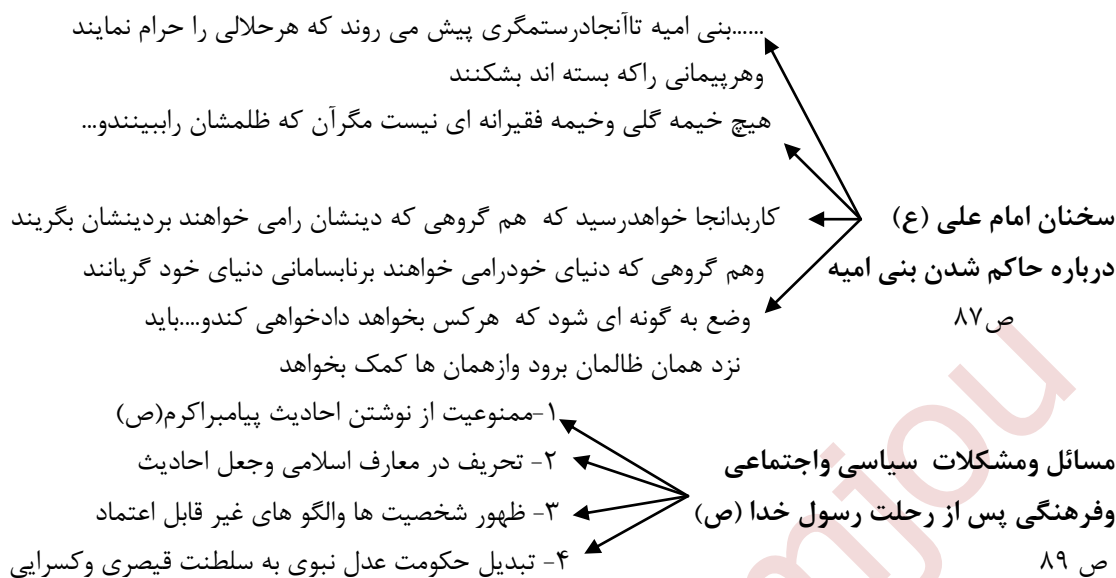 ......بنی امیه تاآنجادرستمگری پیش می روند که هرحلالی را حرام نمایند
وهرپیمانی راکه بسته اند بشکنند
هیچ خیمه گلی وخیمه فقیرانه ای نیست مگرآن که ظلمشان راببینندو...
سخنان امام علی (ع)
کاربدانجا خواهدرسید که هم گروهی که دینشان رامی خواهند بردینشان بگریند
درباره حاکم شدن بنی امیه
وهم گروهی که دنیای خودرامی خواهند برنابسامانی دنیای خود گریانند
ص۸۷
وضع به گونه ای شود که هرکس بخواهد دادخواهی کندو....باید
نزد همان ظالمان برود وازهمان ها کمک بخواهد
۱-ممنوعیت از نوشتن احادیث پیامبراکرم(ص)
مسائل ومشکلات سیاسی واجتماعی
۲- تحریف در معارف اسلامی وجعل احادیث
وفرهنگی پس از رحلت رسول خدا (ص)
۳- ظهور شخصیت ها والگو های غیر قابل اعتماد
ص ۸۹
۴- تبدیل حکومت عدل نبوی به سلطنت قیصری وکسرایی
mjou